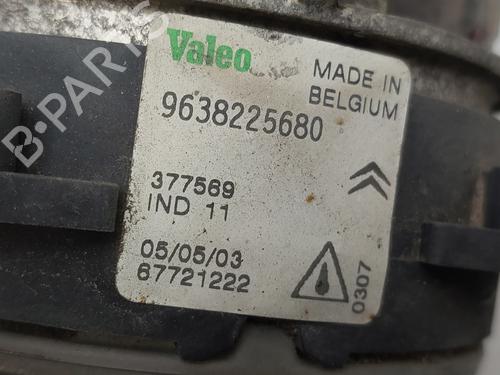 Valeo
MADE IN
BELGIUM
9638225680
377569
IND 11
05/05/03
67721222
0307
B-PARTS